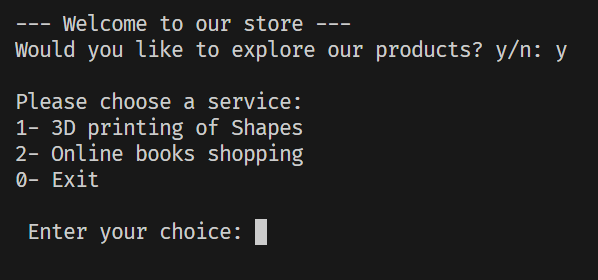 --- Welcome to our store ---
Would you like to explore our products? y/n: y
Please choose a service:
1- 3D printing of Shapes
2- Online books shopping
0- Exit
Enter your choice: